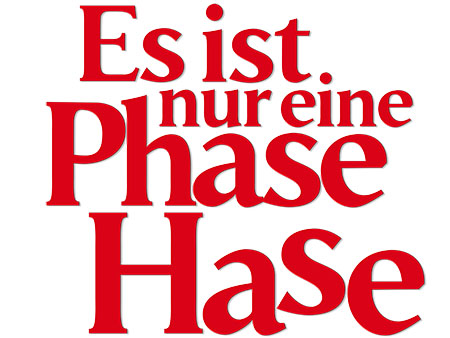 Es ist
nur eine
Phase
Hase